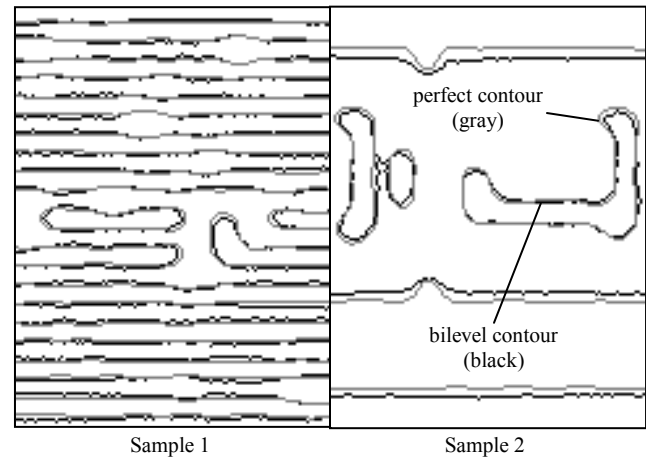 perfect contour
(gray)
bilevel contour
(black)
Sample 1
Sample 2